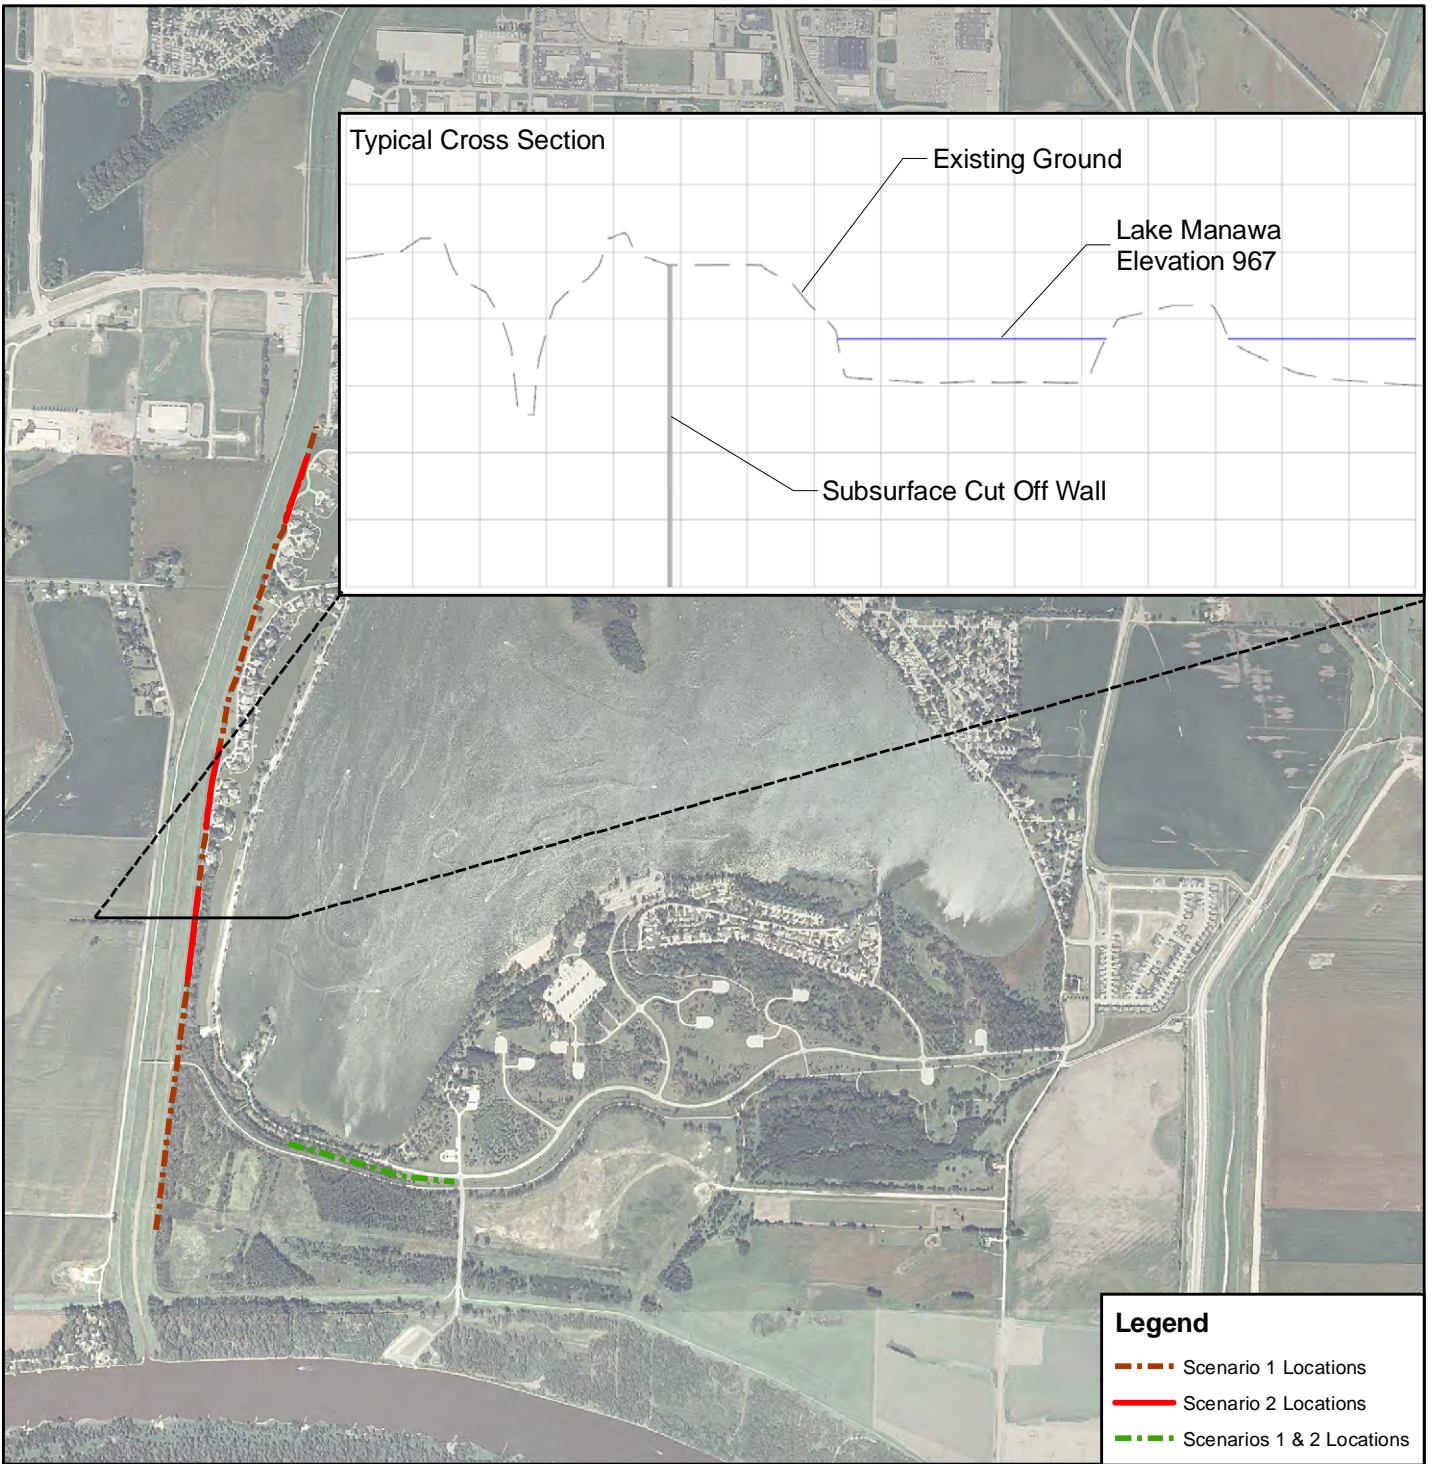 Typical Cross Section
Existing Ground
Lake Manawa
Elevation 967
Subsurface Cut Off Wall
Legend
Scenario 1 Locations
Scenario 2 Locations
Scenarios 1 & 2 Locations